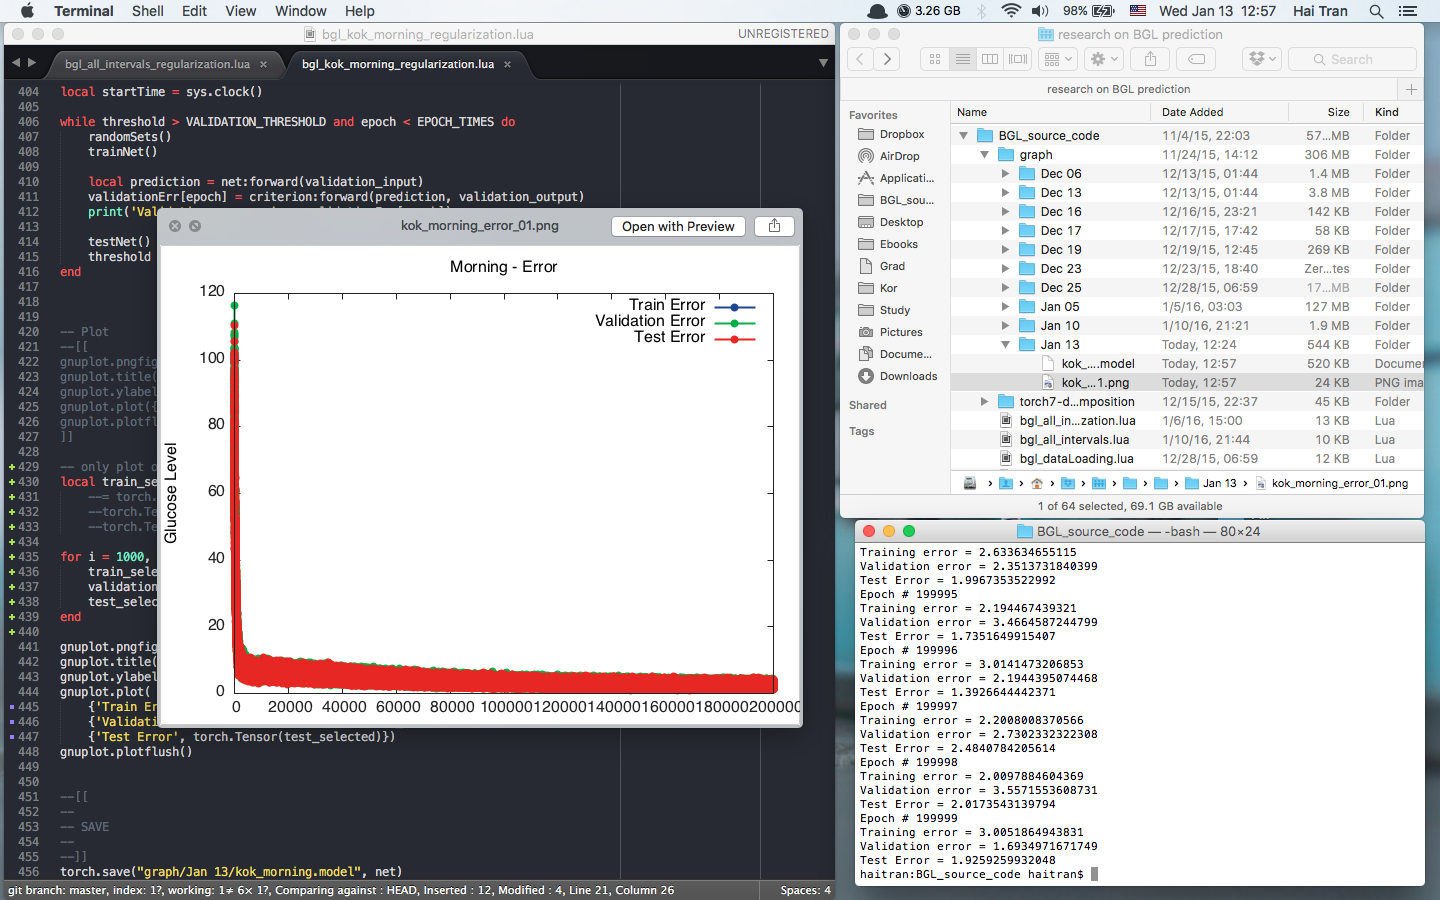 Terminal Shell Edit View Window Help 3.26 GB 98% Wed Jan 13 12:57 Hai Tran
bgl_kok_morning_regularization.lua UNREGISTERED
bgl_all_intervals_regularization.lua × bgl_kok_morning_regularization.lua ×
404 local startTime = sys.clock()
405
406 while threshold > VALIDATION_THRESHOLD and epoch < EPOCH_TIMES do
407 randomSets()
408 trainNet()
409
410 local prediction = net:forward(validation_input)
411 validationErr[epoch] = criterion:forward(prediction, validation_output)
412 print('Val
413
414 testNet()
415 threshold
416 end
417
418
419
420 -- Plot
421 --[[
422 gnuplot.pngfig
423 gnuplot.title(
424 gnuplot.ylabel
425 gnuplot.plot({
426 gnuplot.plotfl
427 ]]
428
429 -- only plot o
430 local train_se
431 --= torch.
432 --torch.Te
433 --torch.Te
434
435 for i = 1000,
436 train_sele
437 validation
438 test_selec
439 end
440
441 gnuplot.pngfig
442 gnuplot.title(
443 gnuplot.ylabel
444 gnuplot.plot(
445 {'Train Er
446 {'Validati
447 {'Test Error', torch.Tensor(test_selected)})
448 gnuplot.plotflush()
449
450
451 --[[
452 --
453 -- SAVE
454 --
455 --]]
456 torch.save("graph/Jan 13/kok_morning.model", net)
git branch: master, index: 1?, working: 1≠ 6× 1?, Comparing against : HEAD, Inserted : 12, Modified : 4, Line 21, Column 26 Spaces: 4
kok_morning_error_01.png Open with Preview
Morning - Error
Train Error
Validation Error
Test Error
Glucose Level
120
100
80
60
40
20
0
0 20000 40000 60000 80000 100000 120000 140000 160000 180000 200000
research on BGL prediction
Search
research on BGL prediction
Favorites
Dropbox
AirDrop
Applicati...
BGL_sou...
Desktop
Ebooks
Grad
Kor
Study
Pictures
Docume...
Downloads
Shared
Tags
Name Date Added Size Kind
BGL_source_code 11/4/15, 22:03 57...MB Folder
graph 11/24/15, 14:12 306 MB Folder
Dec 06 12/13/15, 01:44 1.4 MB Folder
Dec 13 12/13/15, 01:44 3.8 MB Folder
Dec 16 12/16/15, 23:21 142 KB Folder
Dec 17 12/17/15, 17:42 58 KB Folder
Dec 19 12/19/15, 12:45 269 KB Folder
Dec 23 12/23/15, 18:40 Zer...tes Folder
Dec 25 12/28/15, 06:59 17...MB Folder
Jan 05 1/5/16, 03:03 127 MB Folder
Jan 10 1/10/16, 21:21 1.9 MB Folder
Jan 13 Today, 12:24 544 KB Folder
kok_....model Today, 12:57 520 KB Docume
kok_...1.png Today, 12:57 24 KB PNG ima
torch7-d...mposition 12/15/15, 22:37 45 KB Folder
bgl_all_in...zation.lua 1/6/16, 15:00 13 KB Lua
bgl_all_intervals.lua 1/10/16, 21:44 10 KB Lua
bgl_dataLoading.lua 12/28/15, 06:59 12 KB Lua
Jan 13 › kok_morning_error_01.png
1 of 64 selected, 69.1 GB available
BGL_source_code — -bash — 80×24
Training error = 2.633634655115
Validation error = 2.3513731840399
Test Error = 1.9967353522992
Epoch # 199995
Training error = 2.194467439321
Validation error = 3.4664587244799
Test Error = 1.7351649915407
Epoch # 199996
Training error = 3.0141473206853
Validation error = 2.1944395074468
Test Error = 1.3926644442371
Epoch # 199997
Training error = 2.2008008370566
Validation error = 2.7302332322308
Test Error = 2.4840784205614
Epoch # 199998
Training error = 2.0097884604369
Validation error = 3.5571553608731
Test Error = 2.0173543139794
Epoch # 199999
Training error = 3.0051864943831
Validation error = 1.6934971671749
Test Error = 1.9259259932048
haitran:BGL_source_code haitran$